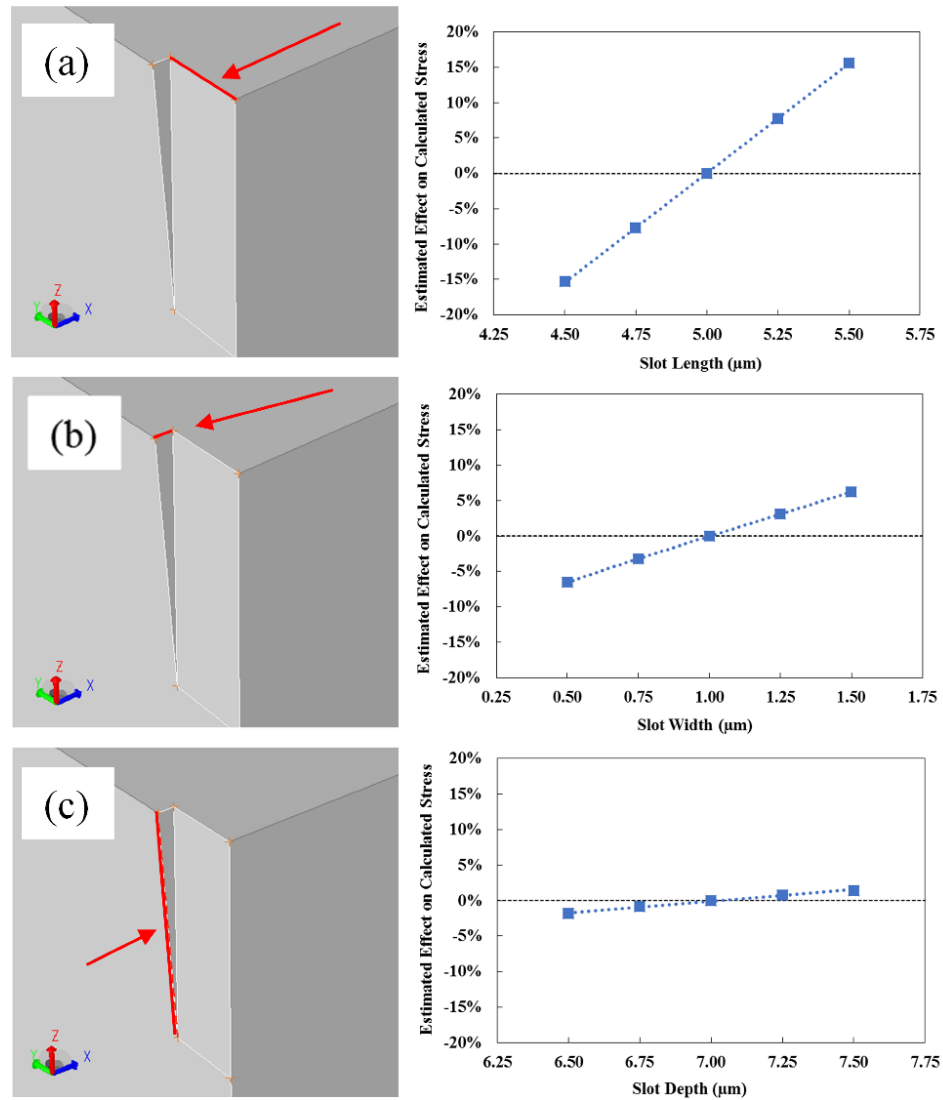 (a)
Z
Y
X
Estimated Effect on Calculated Stress
20%
15%
10%
5%
0%
-5%
-10%
-15%
-20%
4.25 4.50 4.75 5.00 5.25 5.50 5.75
Slot Length (µm)
(b)
Z
Y
X
Estimated Effect on Calculated Stress
20%
15%
10%
5%
0%
-5%
-10%
-15%
-20%
0.25 0.50 0.75 1.00 1.25 1.50 1.75
Slot Width (µm)
(c)
Z
Y
X
Estimated Effect on Calculated Stress
20%
15%
10%
5%
0%
-5%
-10%
-15%
-20%
6.25 6.50 6.75 7.00 7.25 7.50 7.75
Slot Depth (µm)